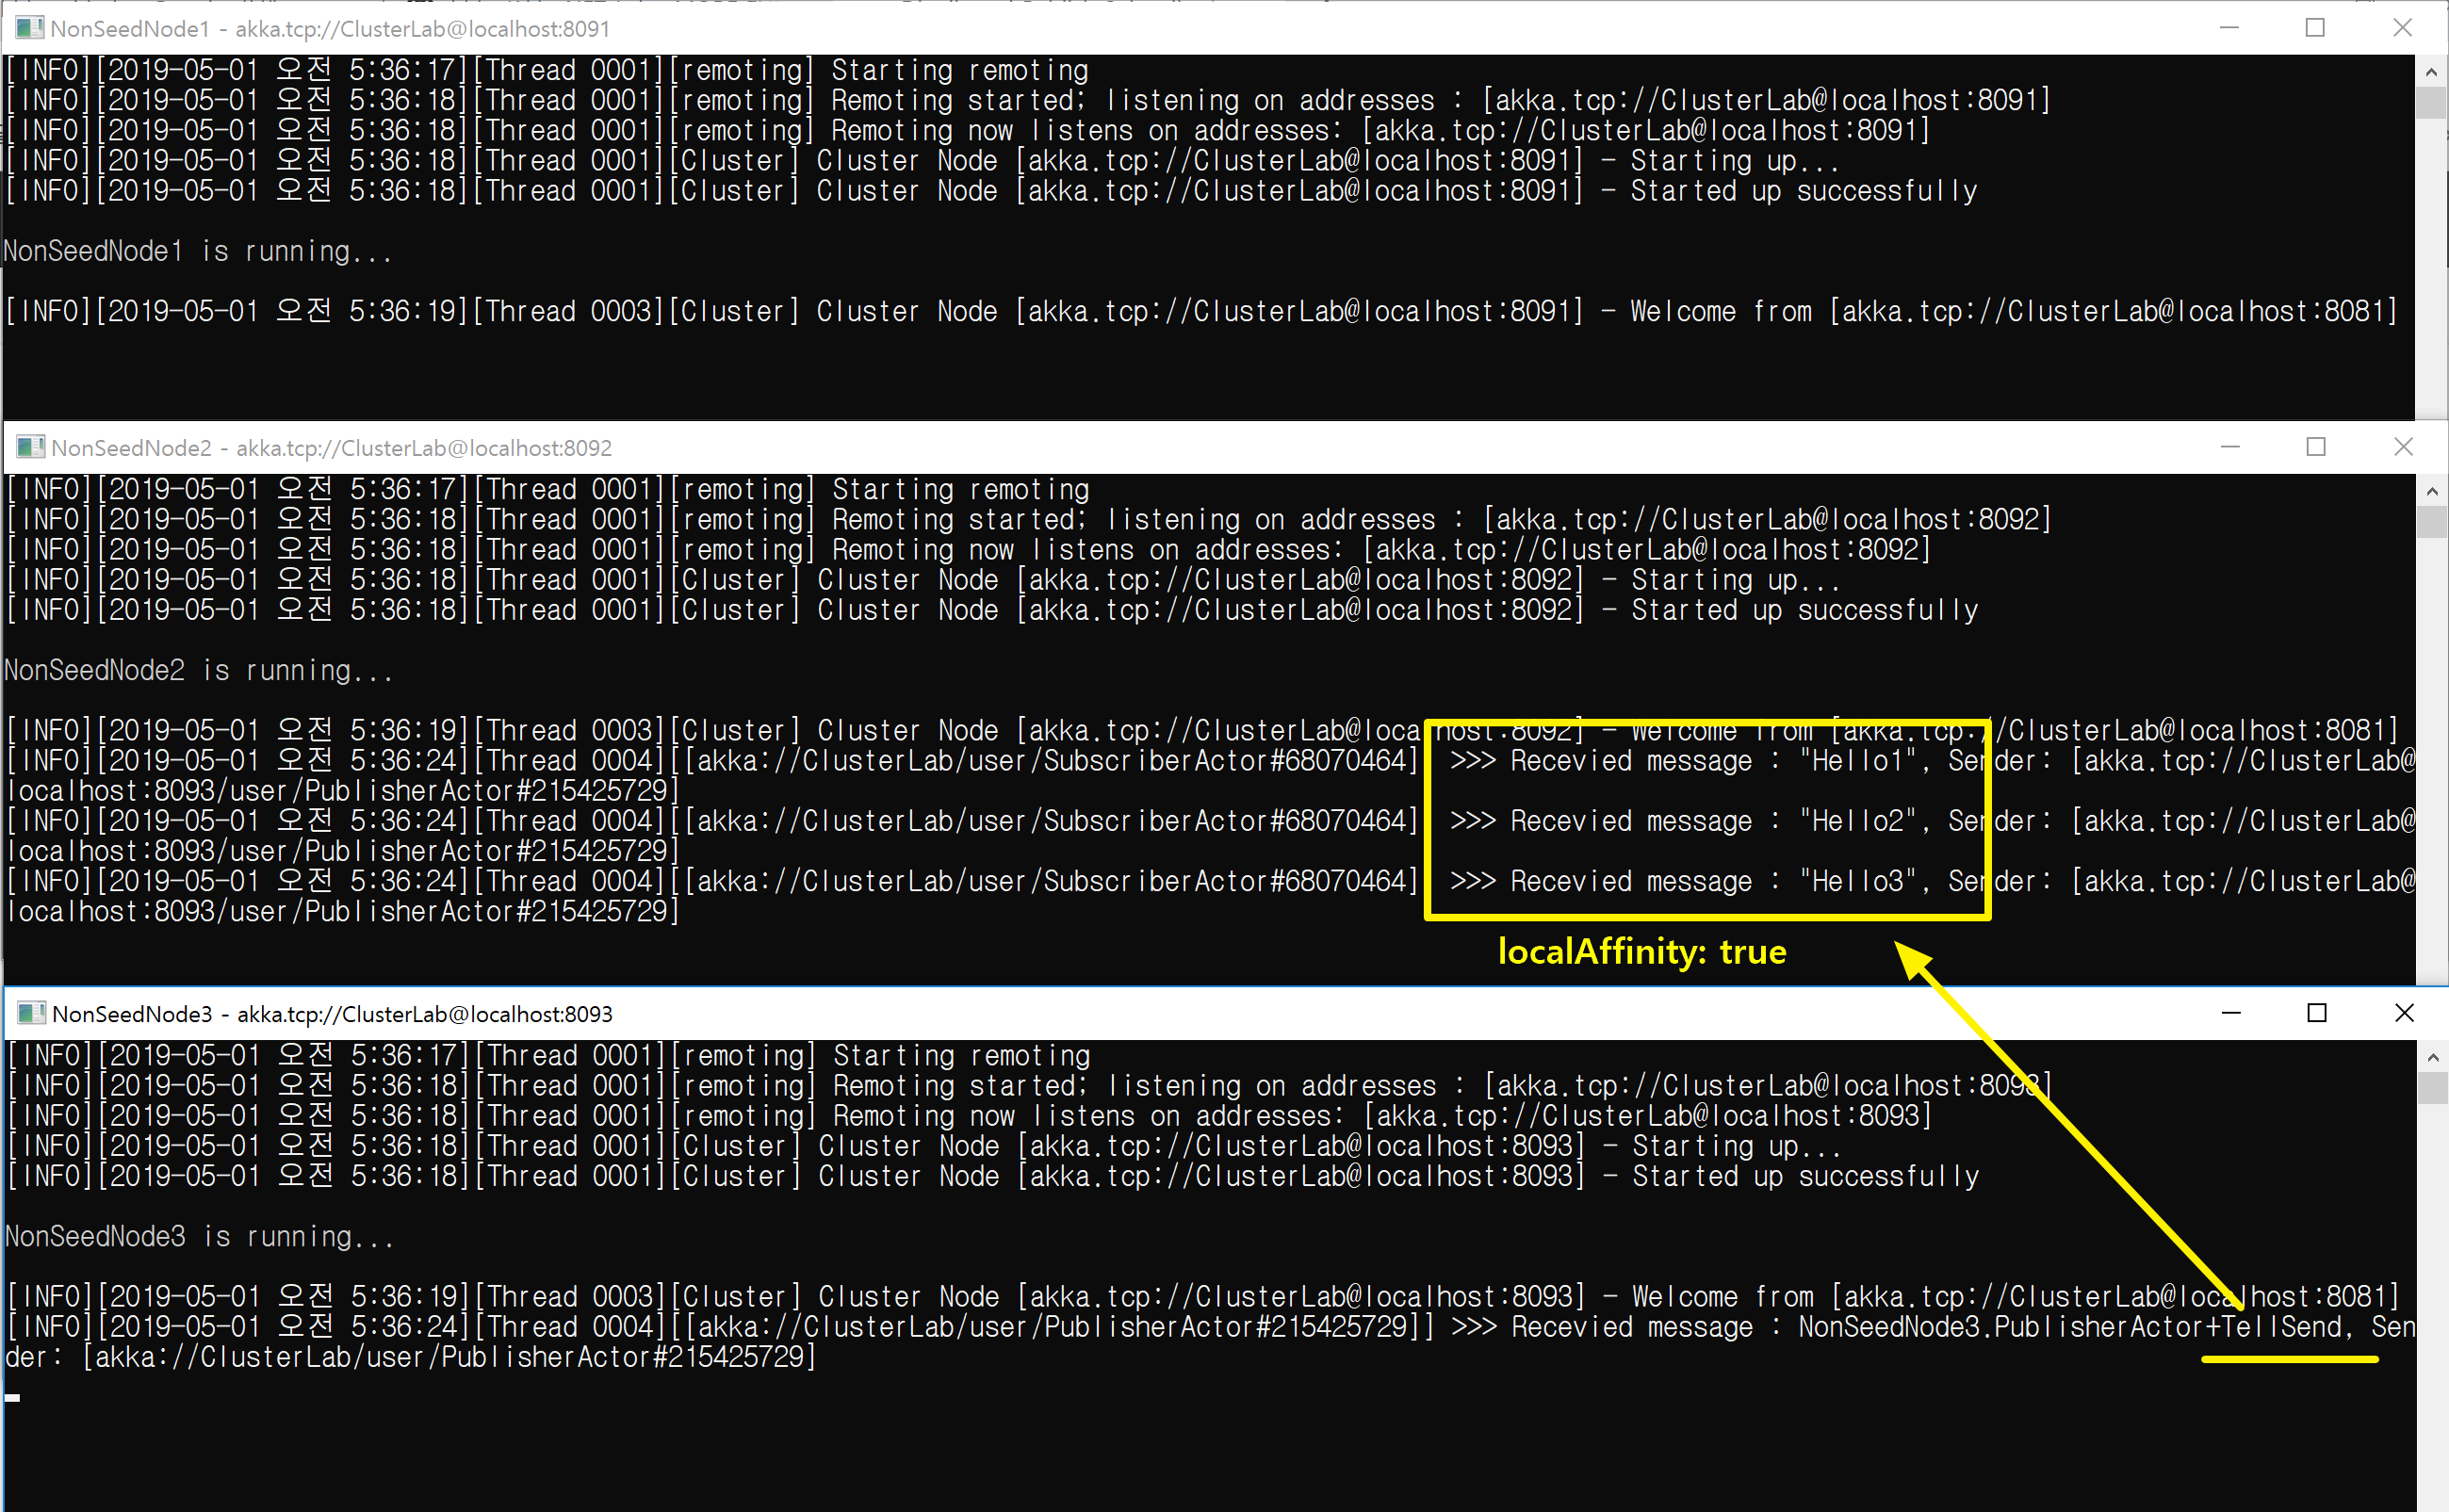 NonSeedNode1 - akka.tcp://ClusterLab@localhost:8091
[INFO][2019-05-01 오전 5:36:17][Thread 0001][remoting] Starting remoting
[INFO][2019-05-01 오전 5:36:18][Thread 0001][remoting] Remoting started; listening on addresses : [akka.tcp://ClusterLab@localhost:8091]
[INFO][2019-05-01 오전 5:36:18][Thread 0001][remoting] Remoting now listens on addresses: [akka.tcp://ClusterLab@localhost:8091]
[INFO][2019-05-01 오전 5:36:18][Thread 0001][Cluster] Cluster Node [akka.tcp://ClusterLab@localhost:8091] - Starting up...
[INFO][2019-05-01 오전 5:36:18][Thread 0001][Cluster] Cluster Node [akka.tcp://ClusterLab@localhost:8091] - Started up successfully
NonSeedNode1 is running...
[INFO][2019-05-01 오전 5:36:19][Thread 0003][Cluster] Cluster Node [akka.tcp://ClusterLab@localhost:8091] - Welcome from [akka.tcp://ClusterLab@localhost:8081]
NonSeedNode2 - akka.tcp://ClusterLab@localhost:8092
[INFO][2019-05-01 오전 5:36:17][Thread 0001][remoting] Starting remoting
[INFO][2019-05-01 오전 5:36:18][Thread 0001][remoting] Remoting started; listening on addresses : [akka.tcp://ClusterLab@localhost:8092]
[INFO][2019-05-01 오전 5:36:18][Thread 0001][remoting] Remoting now listens on addresses: [akka.tcp://ClusterLab@localhost:8092]
[INFO][2019-05-01 오전 5:36:18][Thread 0001][Cluster] Cluster Node [akka.tcp://ClusterLab@localhost:8092] - Starting up...
[INFO][2019-05-01 오전 5:36:18][Thread 0001][Cluster] Cluster Node [akka.tcp://ClusterLab@localhost:8092] - Started up successfully
NonSeedNode2 is running...
[INFO][2019-05-01 오전 5:36:19][Thread 0003][Cluster] Cluster Node [akka.tcp://ClusterLab@localhost:8092] - Welcome from [akka.tcp://ClusterLab@localhost:8081]
[INFO][2019-05-01 오전 5:36:24][Thread 0004][[akka://ClusterLab/user/SubscriberActor#68070464] >>> Recevied message : "Hello1", Sender: [akka.tcp://ClusterLab@
localhost:8093/user/PublisherActor#215425729]
[INFO][2019-05-01 오전 5:36:24][Thread 0004][[akka://ClusterLab/user/SubscriberActor#68070464] >>> Recevied message : "Hello2", Sender: [akka.tcp://ClusterLab@
localhost:8093/user/PublisherActor#215425729]
[INFO][2019-05-01 오전 5:36:24][Thread 0004][[akka://ClusterLab/user/SubscriberActor#68070464] >>> Recevied message : "Hello3", Sender: [akka.tcp://ClusterLab@
localhost:8093/user/PublisherActor#215425729]
localAffinity: true
NonSeedNode3 - akka.tcp://ClusterLab@localhost:8093
[INFO][2019-05-01 오전 5:36:17][Thread 0001][remoting] Starting remoting
[INFO][2019-05-01 오전 5:36:18][Thread 0001][remoting] Remoting started; listening on addresses : [akka.tcp://ClusterLab@localhost:8093]
[INFO][2019-05-01 오전 5:36:18][Thread 0001][remoting] Remoting now listens on addresses: [akka.tcp://ClusterLab@localhost:8093]
[INFO][2019-05-01 오전 5:36:18][Thread 0001][Cluster] Cluster Node [akka.tcp://ClusterLab@localhost:8093] - Starting up...
[INFO][2019-05-01 오전 5:36:18][Thread 0001][Cluster] Cluster Node [akka.tcp://ClusterLab@localhost:8093] - Started up successfully
NonSeedNode3 is running...
[INFO][2019-05-01 오전 5:36:19][Thread 0003][Cluster] Cluster Node [akka.tcp://ClusterLab@localhost:8093] - Welcome from [akka.tcp://ClusterLab@localhost:8081]
[INFO][2019-05-01 오전 5:36:24][Thread 0004][[akka://ClusterLab/user/PublisherActor#215425729]] >>> Recevied message : NonSeedNode3.PublisherActor+TellSend, Sen
der: [akka://ClusterLab/user/PublisherActor#215425729]